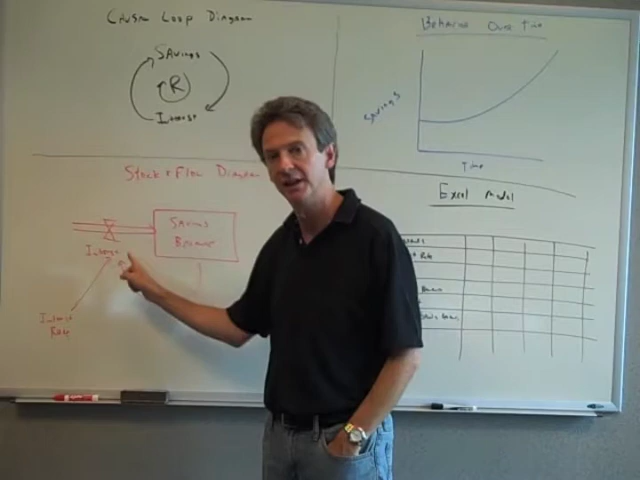 Causal Loop Diagram
Savings
R
Interest
Behavior Over Time
Savings
Time
Stock + Flow Diagram
Savings
Balance
Interest
Interest
Rate
Excel Model